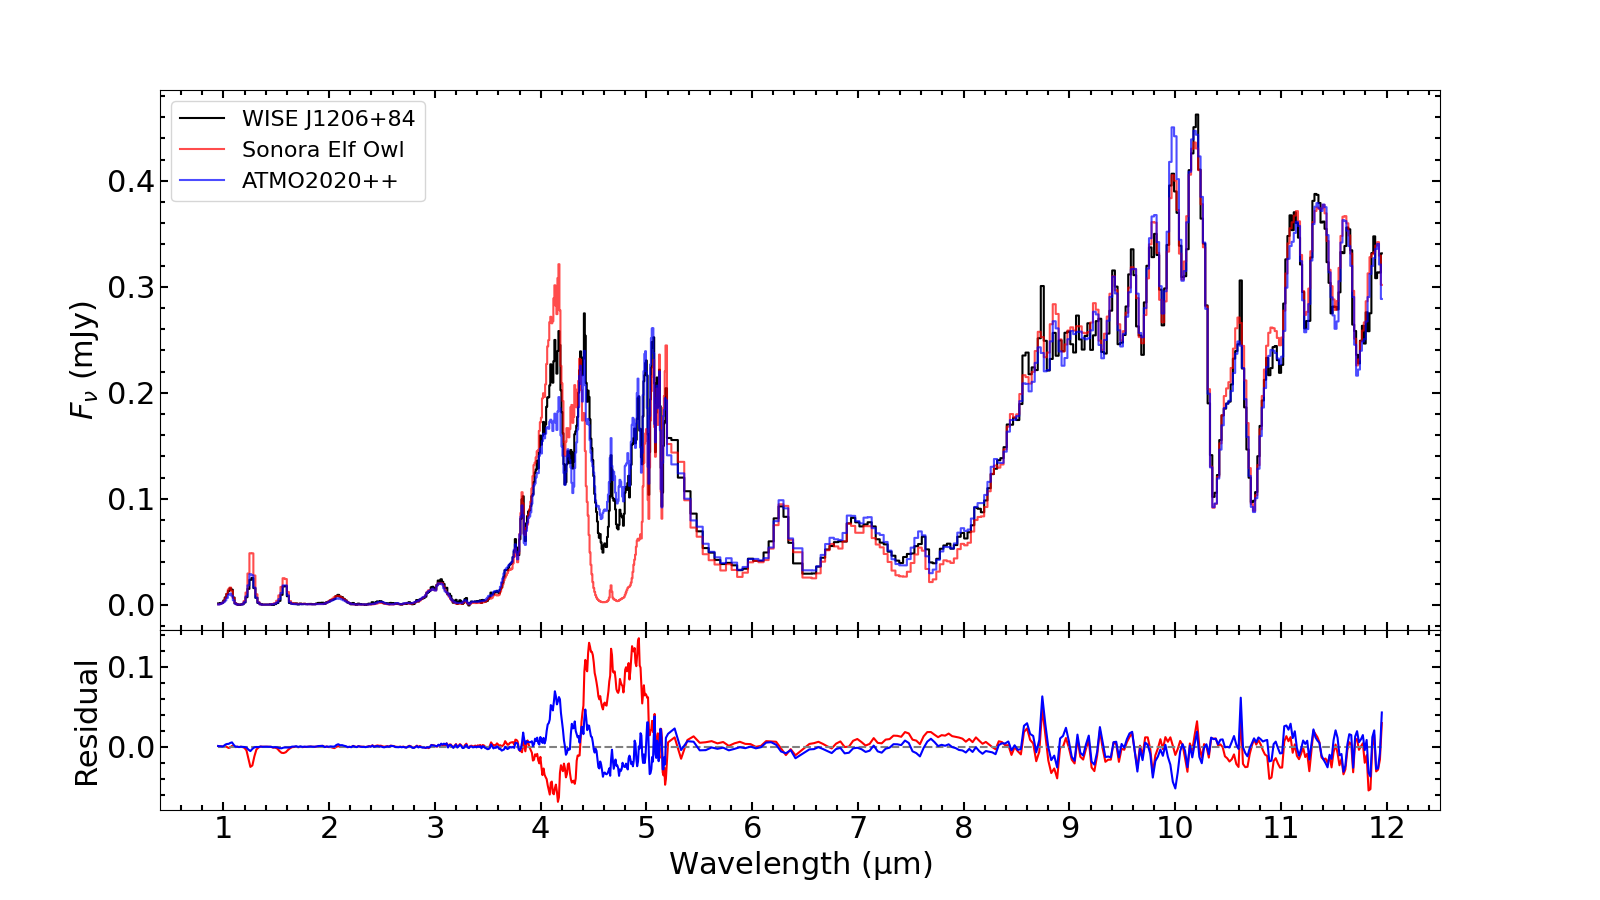 WISE J1206+84
Sonora Elf Owl
ATMO2020++
0.4
0.3
0.2
0.1
0.0
Fν (mJy)
0.1
0.0
Residual
1 2 3 4 5 6 7 8 9 10 11 12
Wavelength (μm)